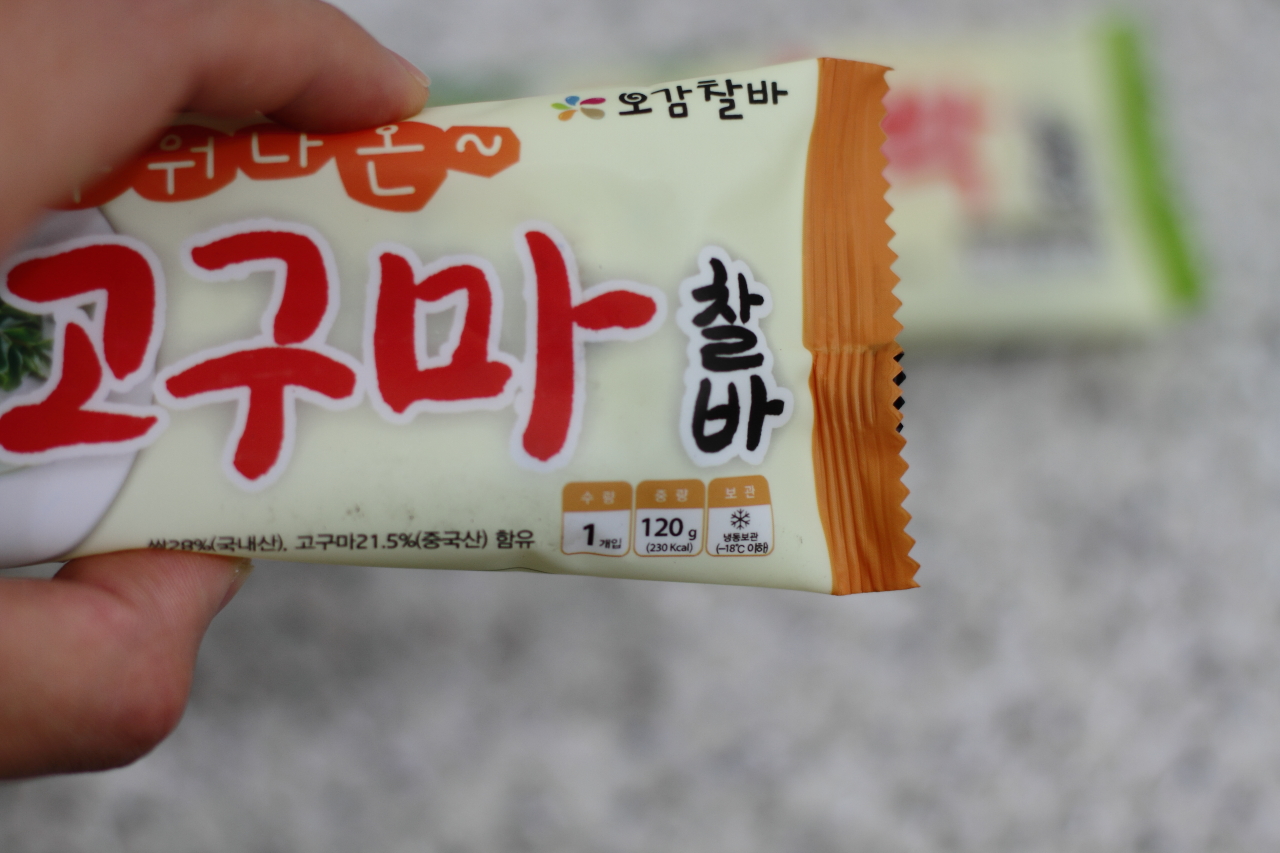 오감찰바
워나온~
고구마
찰바
쌀28%(국내산), 고구마21.5%(중국산) 함유
수량
1개입
중량
120g
(230 Kcal)
보관
냉동보관
(-18℃ 이하)